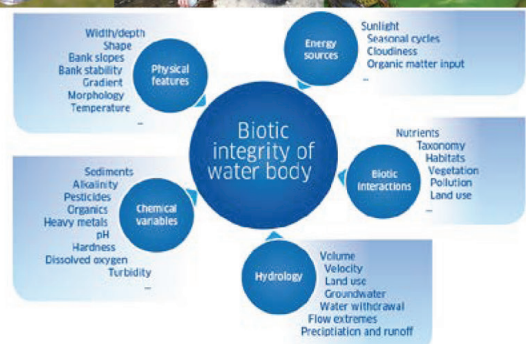 Width/depth
Shape
Bank slopes
Bank stability
Gradient
Morphology
Temperature
...
Physical
features
Energy
sources
Sunlight
Seasonal cycles
Cloudiness
Organic matter input
...
Biotic
integrity of
water body
Nutrients
Taxonomy
Habitats
Vegetation
Pollution
Land use
...
Biotic
interactions
Sediments
Alkalinity
Pesticides
Organics
Heavy metals
pH
Hardness
Dissolved oxygen
Turbidity
...
Chemical
variables
Hydrology
Volume
Velocity
Land use
Groundwater
Water withdrawal
Flow extremes
Precipitation and runoff